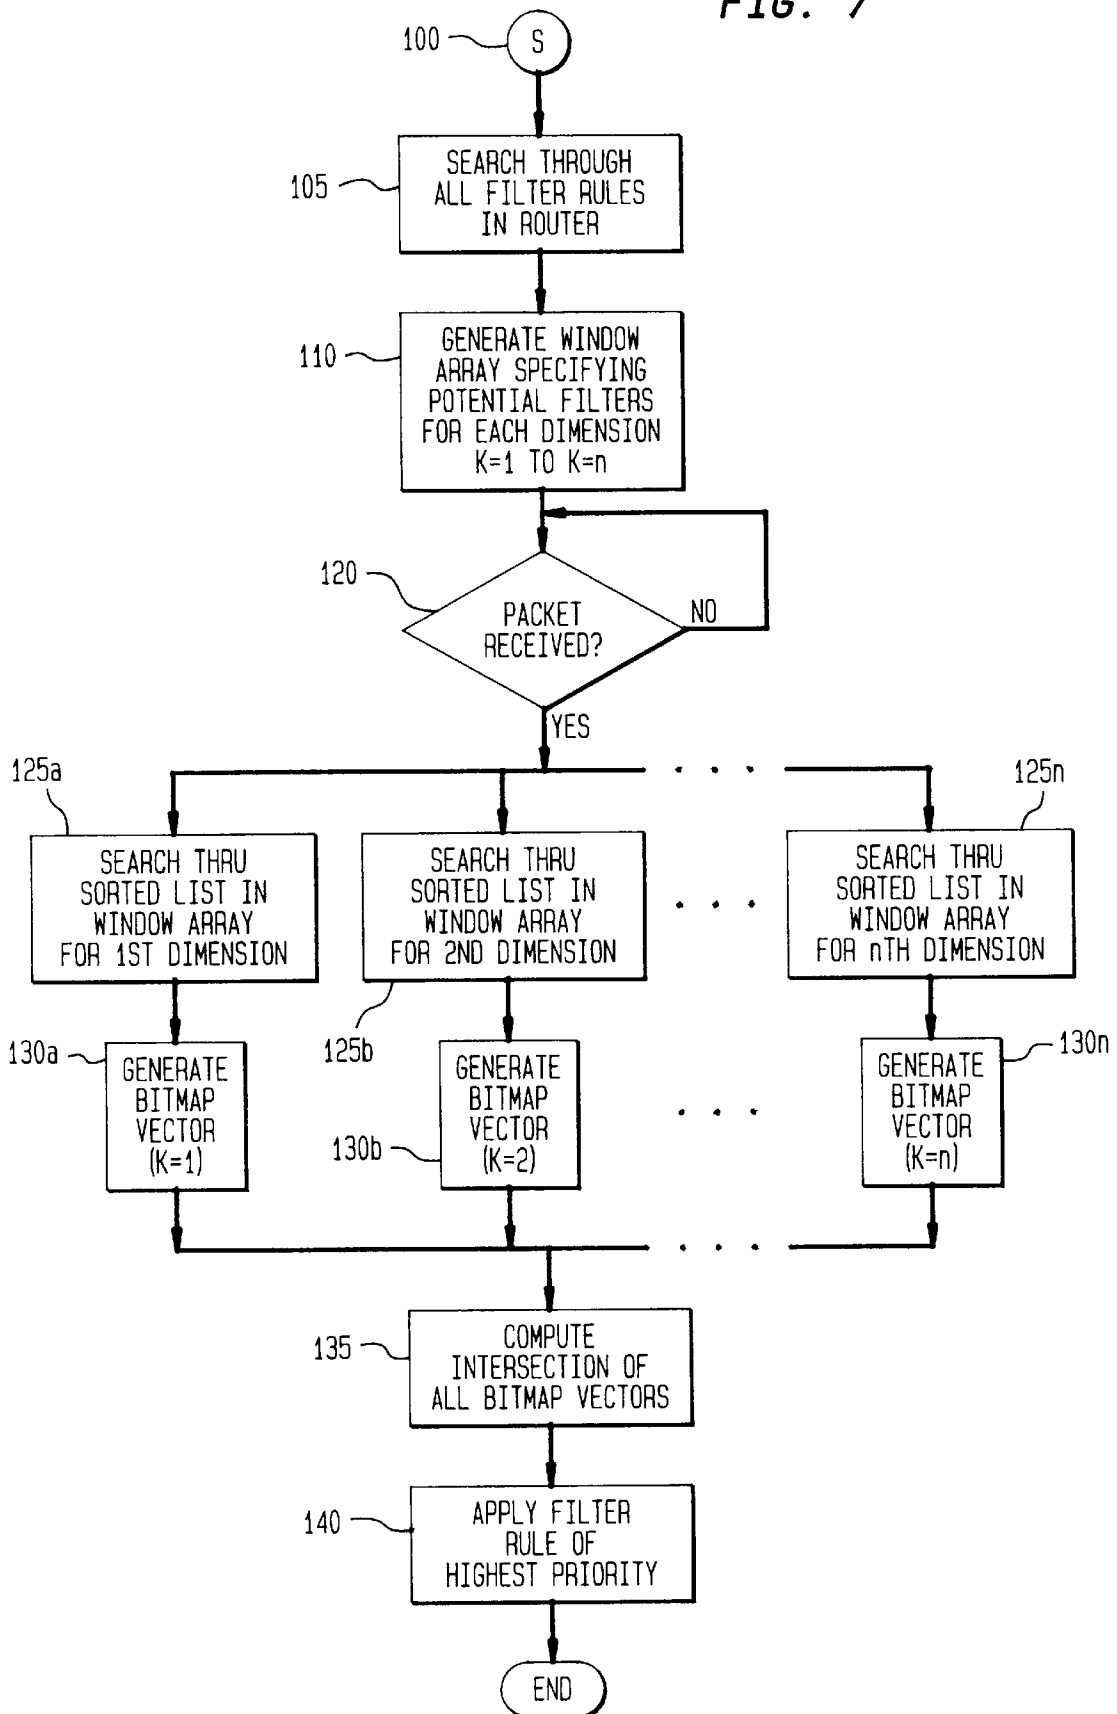 FIG. 7
100
S
105
SEARCH THROUGH
ALL FILTER RULES
IN ROUTER
110
GENERATE WINDOW
ARRAY SPECIFYING
POTENTIAL FILTERS
FOR EACH DIMENSION
K=1 TO K=n
120
PACKET
RECEIVED?
NO
YES
125a
SEARCH THRU
SORTED LIST IN
WINDOW ARRAY
FOR 1ST DIMENSION
125b
SEARCH THRU
SORTED LIST IN
WINDOW ARRAY
FOR 2ND DIMENSION
. . .
125n
SEARCH THRU
SORTED LIST IN
WINDOW ARRAY
FOR nTH DIMENSION
130a
GENERATE
BITMAP
VECTOR
(K=1)
130b
GENERATE
BITMAP
VECTOR
(K=2)
. . .
130n
GENERATE
BITMAP
VECTOR
(K=n)
135
COMPUTE
INTERSECTION OF
ALL BITMAP VECTORS
140
APPLY FILTER
RULE OF
HIGHEST PRIORITY
END